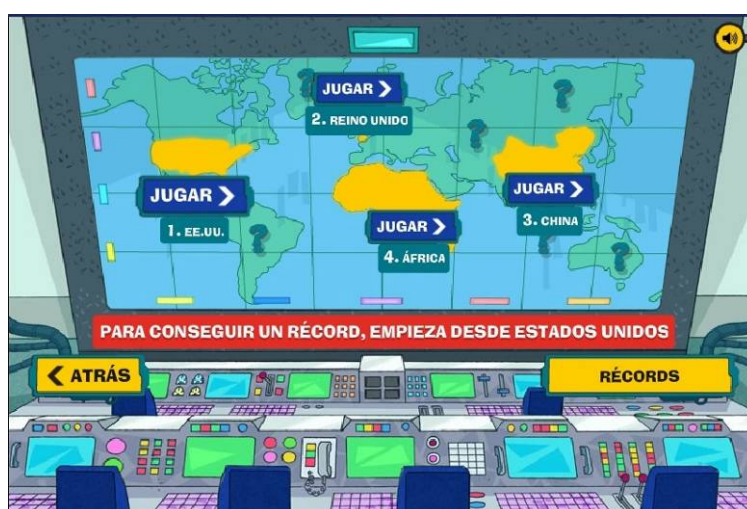 JUGAR
2. REINO UNIDO
JUGAR
1. EE.UU.
JUGAR
3. CHINA
JUGAR
4. ÁFRICA
PARA CONSEGUIR UN RÉCORD, EMPIEZA DESDE ESTADOS UNIDOS
ATRÁS
RÉCORDS